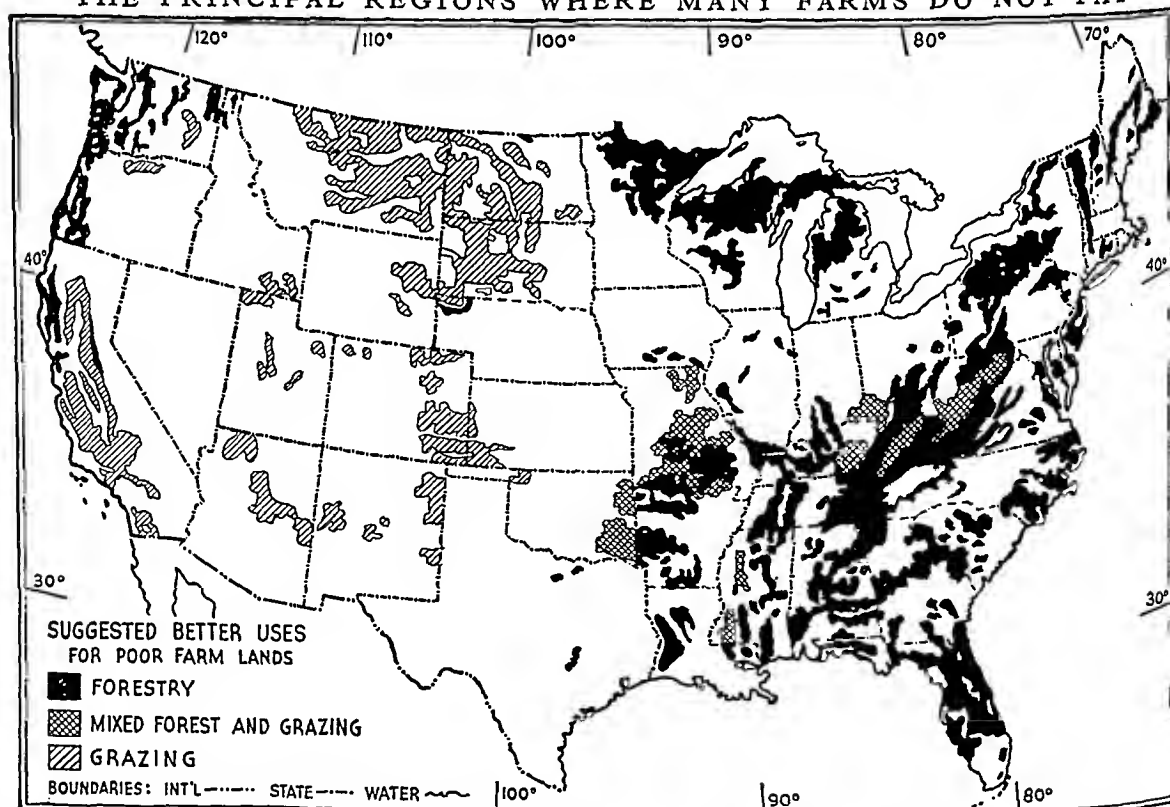 THE PRINCIPAL REGIONS WHERE MANY FARMS DO NOT PAY
120° 110° 100° 90° 80° 70°
40° 40°
30° 30°
SUGGESTED BETTER USES
FOR POOR FARM LANDS
FORESTRY
MIXED FOREST AND GRAZING
GRAZING
BOUNDARIES: INT'L STATE WATER
100° 90° 80°